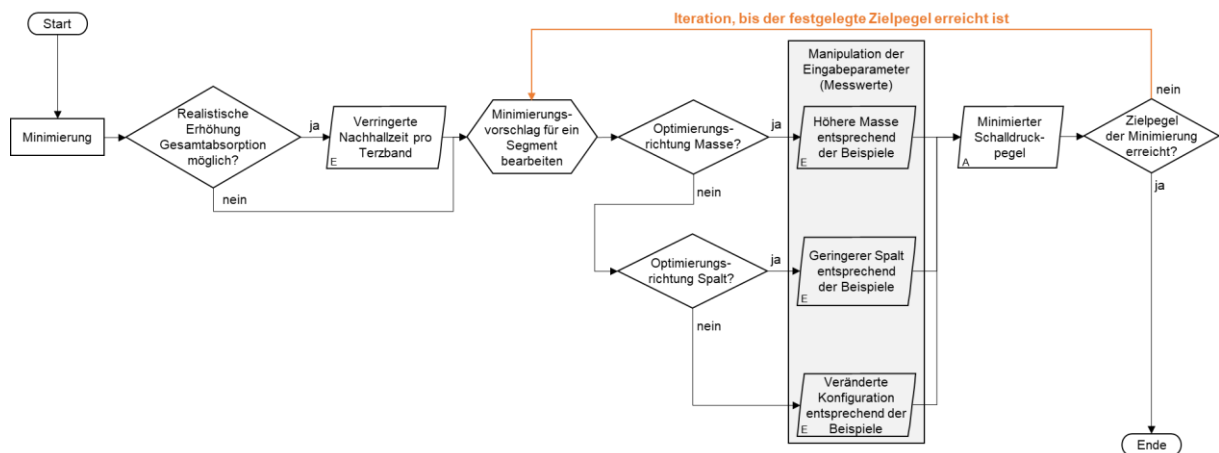 Start
Iteration, bis der festgelegte Zielpegel erreicht ist
Minimierung
Realistische
Erhöhung
Gesamtabsorption
möglich?
ja
nein
Verringerte
Nachhallzeit pro
Terzband
E
Minimierungs-
vorschlag für ein
Segment
bearbeiten
Optimierungs-
richtung Masse?
ja
nein
Optimierungs-
richtung Spalt?
ja
nein
Manipulation der
Eingabeparameter
(Messwerte)
Höhere Masse
entsprechend
der Beispiele
E
Geringerer Spalt
entsprechend
der Beispiele
E
Veränderte
Konfiguration
entsprechend der
Beispiele
E
Minimierter
Schalldruck-
pegel
A
Zielpegel
der Minimierung
erreicht?
nein
ja
Ende